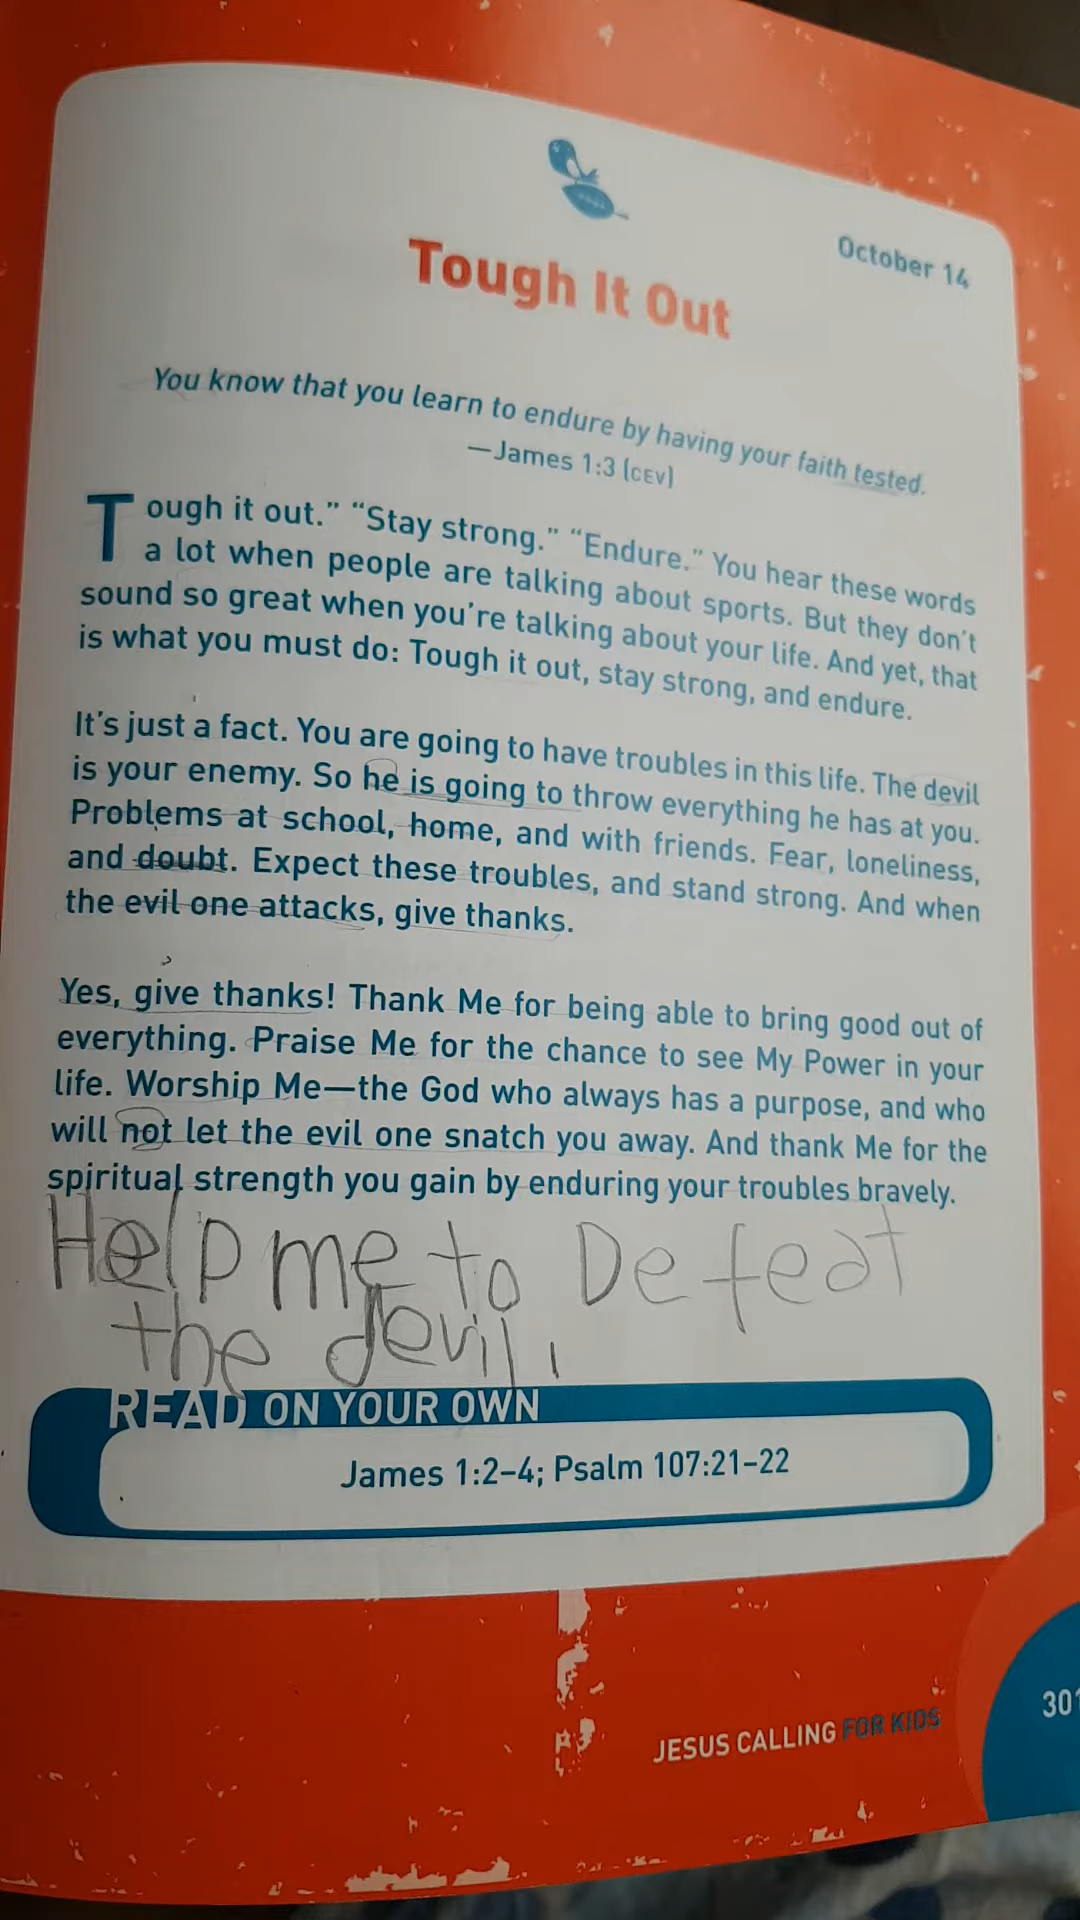 October 14
Tough It Out
You know that you learn to endure by having your faith tested.
—James 1:3 (CEV)
Tough it out.” “Stay strong.” “Endure.” You hear these words
a lot when people are talking about sports. But they don’t
sound so great when you’re talking about your life. And yet, that
is what you must do: Tough it out, stay strong, and endure.
It’s just a fact. You are going to have troubles in this life. The devil
is your enemy. So he is going to throw everything he has at you.
Problems at school, home, and with friends. Fear, loneliness,
and doubt. Expect these troubles, and stand strong. And when
the evil one attacks, give thanks.
Yes, give thanks! Thank Me for being able to bring good out of
everything. Praise Me for the chance to see My Power in your
life. Worship Me—the God who always has a purpose, and who
will not let the evil one snatch you away. And thank Me for the
spiritual strength you gain by enduring your troubles bravely.
Help me to Defeat
the devil.
READ ON YOUR OWN
James 1:2–4; Psalm 107:21–22
301
JESUS CALLING FOR KIDS